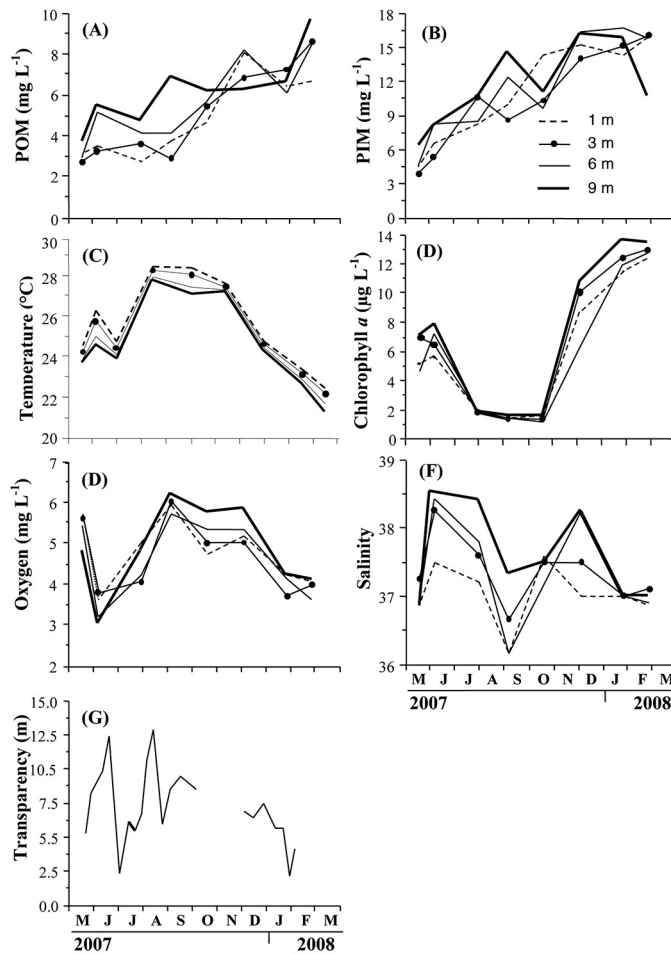 (A)
POM (mg L⁻¹)
10
8
6
4
2
0
(B)
PIM (mg L⁻¹)
18
15
12
9
6
3
0
1 m
3 m
6 m
9 m
(C)
Temperature (°C)
30
28
26
24
22
20
(D)
Chlorophyll a (µg L⁻¹)
14
12
10
8
6
4
2
0
(D)
Oxygen (mg L⁻¹)
7
6
5
4
3
2
(F)
Salinity
39
38
37
36
M J J A S O N D J F M
2007 2008
(G)
Transparency (m)
15.0
13.5
10.5
7.5
5.5
2.5
0.0
M J J A S O N D J F M
2007 2008